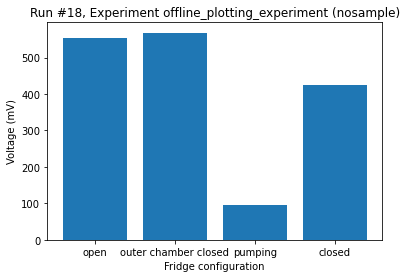 Run #18, Experiment offline_plotting_experiment (nosample)
Voltage (mV)
500
400
300
200
100
0
open outer chamber closed pumping closed
Fridge configuration